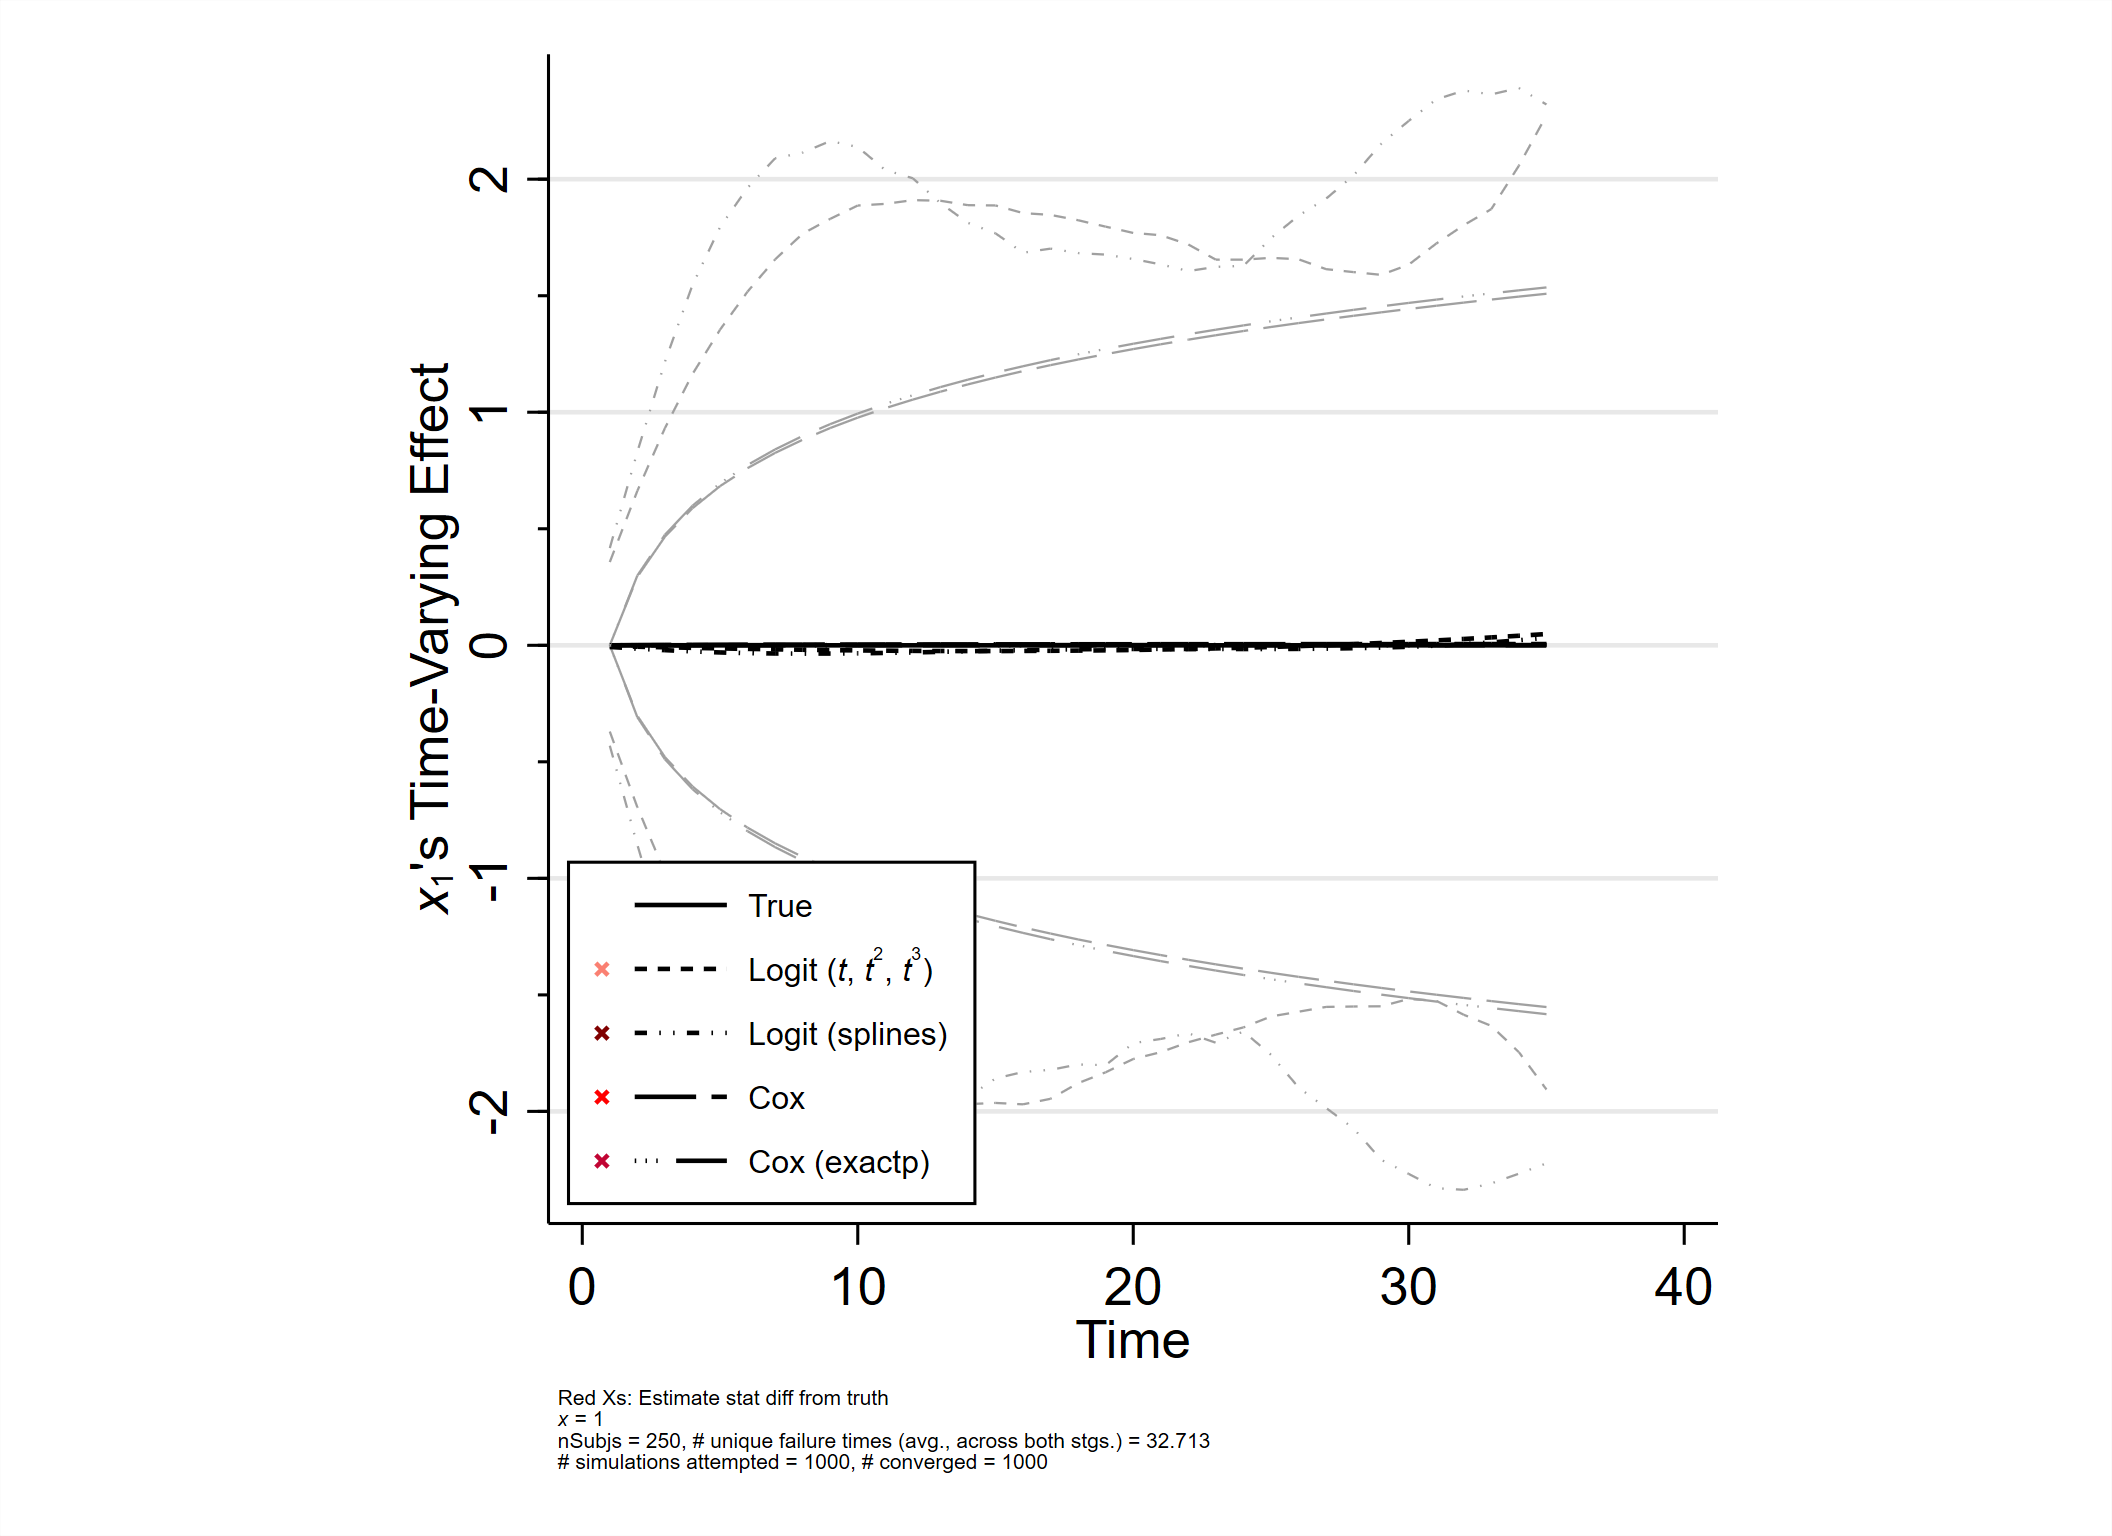 x₁'s Time-Varying Effect
2
1
0
-1
-2
True
Logit (t, t², t³)
Logit (splines)
Cox
Cox (exactp)
0 10 20 30 40
Time
Red Xs: Estimate stat diff from truth
x = 1
nSubjs = 250, # unique failure times (avg., across both stgs.) = 32.713
# simulations attempted = 1000, # converged = 1000